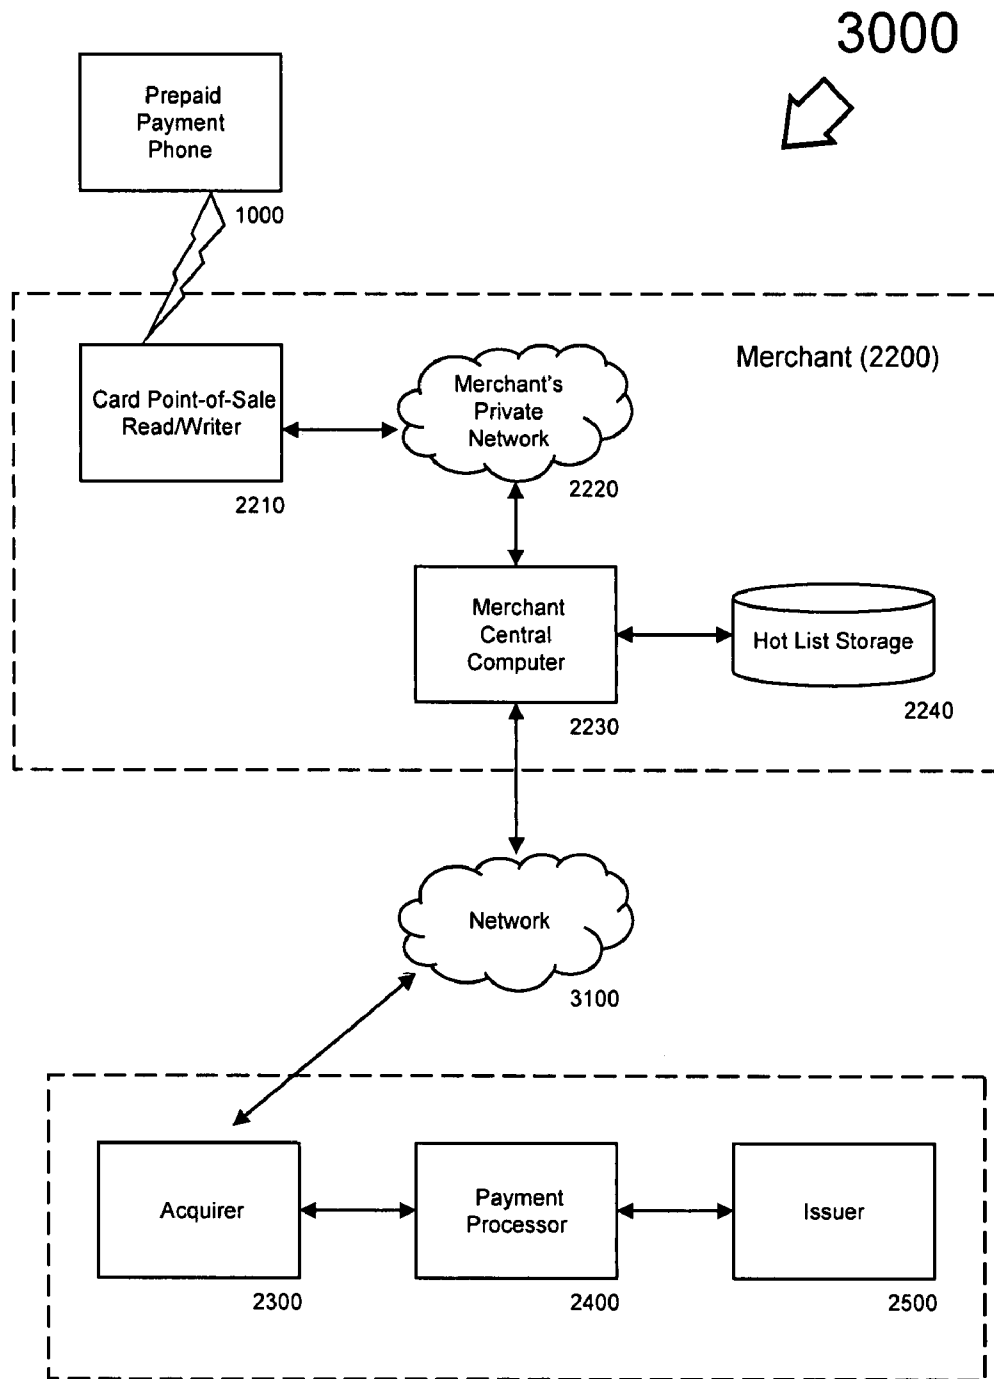 3000
Prepaid
Payment
Phone
1000
Merchant (2200)
Card Point-of-Sale
Read/Writer
2210
Merchant's
Private
Network
2220
Merchant
Central
Computer
2230
Hot List Storage
2240
Network
3100
Acquirer
2300
Payment
Processor
2400
Issuer
2500